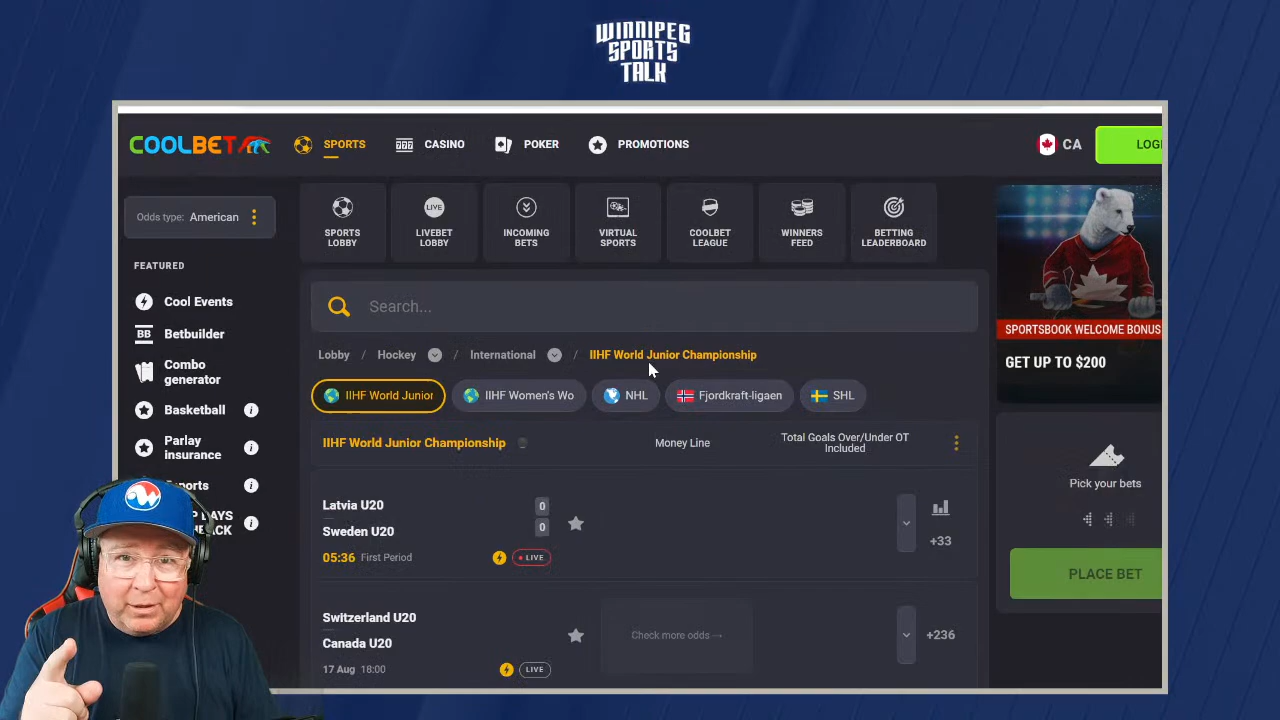 WINNIPEG
SPORTS
TALK
COOLBET
SPORTS
CASINO
POKER
PROMOTIONS
CA
LOGI
Odds type: American
SPORTS
LOBBY
LIVE
LIVEBET
LOBBY
INCOMING
BETS
VIRTUAL
SPORTS
COOLBET
LEAGUE
WINNERS
FEED
BETTING
LEADERBOARD
FEATURED
Cool Events
BB
Betbuilder
Combo
generator
Basketball
Parlay
insurance
ports
P DAYS
ACK
Search...
Lobby / Hockey / International / IIHF World Junior Championship
IIHF World Junior
IIHF Women's Wo
NHL
Fjordkraft-ligaen
SHL
IIHF World Junior Championship
Money Line
Total Goals Over/Under OT
Included
Latvia U20
0
Sweden U20
0
05:36 First Period
LIVE
+33
Switzerland U20
Canada U20
17 Aug 18:00
LIVE
Check more odds →
+236
SPORTSBOOK WELCOME BONUS
GET UP TO $200
Pick your bets
PLACE BET